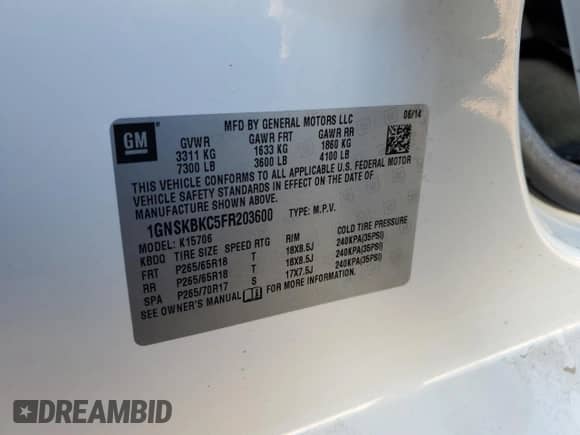 GM
MFD BY GENERAL MOTORS LLC 06/14
GVWR GAWR FRT GAWR RR
3311 KG 1633 KG 1860 KG
7300 LB 3600 LB 4100 LB
THIS VEHICLE CONFORMS TO ALL APPLICABLE U.S. FEDERAL MOTOR
VEHICLE SAFETY STANDARDS IN EFFECT ON THE DATE OF
MANUFACTURE SHOWN ABOVE.
1GNSKBKC5FR203600 TYPE: M.P.V.
MODEL: K15706
KBDQ TIRE SIZE SPEED RTG RIM COLD TIRE PRESSURE
FRT P265/65R18 T 18X8.5J 240KPA(35PSI)
RR P265/65R18 T 18X8.5J 240KPA(35PSI)
SPA P265/70R17 S 17X7.5J 240KPA(35PSI)
SEE OWNER'S MANUAL FOR MORE INFORMATION.
DREAMBID